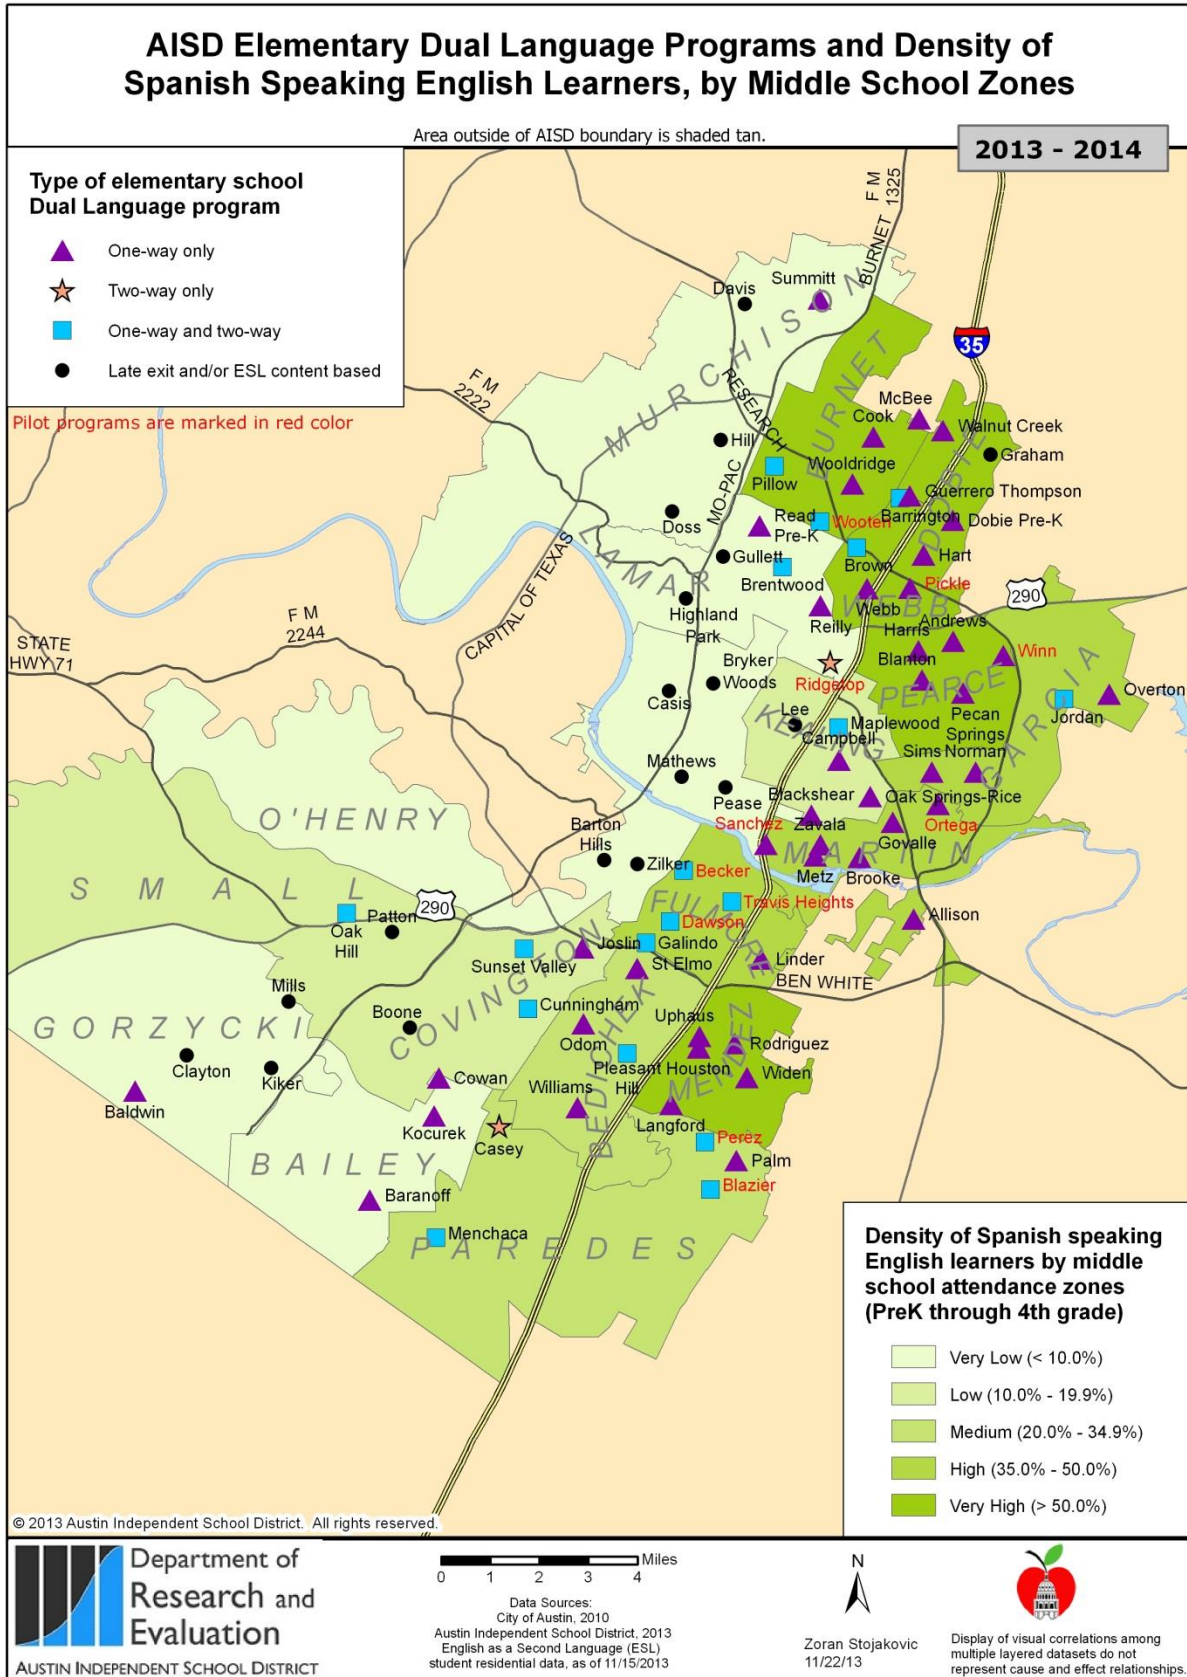 AISD Elementary Dual Language Programs and Density of
Spanish Speaking English Learners, by Middle School Zones
Area outside of AISD boundary is shaded tan.
2013 - 2014
Type of elementary school
Dual Language program
One-way only
Two-way only
One-way and two-way
Late exit and/or ESL content based
Pilot programs are marked in red color
F M
1325
BURNET
Davis
Summitt
MURCHISON
35
F M
2222
RESEARCH
BURNET
McBee
Cook
Walnut Creek
Hill
Graham
Wooldridge
Pillow
MO-PAC
DOBIE
Guerrero Thompson
Barrington
Doss
Read
Pre-K
Wooten
Dobie Pre-K
LAMAR
Gullett
Brown
Hart
Brentwood
CAPITAL OF TEXAS
Pickle
290
Highland
Park
WEBB
Webb
Reilly
Harris
Andrews
F M
2244
STATE
HWY 71
Bryker
Woods
Blanton
Winn
Ridgetop
PEARCE
GARCIA
Casis
Overton
Jordan
Lee
KEALING
Maplewood
Campbell
Pecan
Springs
Sims
Norman
Mathews
Pease
Blackshear
Oak Springs-Rice
O'HENRY
Barton
Hills
Sanchez
Zavala
Govalle
Ortega
MARTIN
Zilker
Metz
Brooke
SMALL
Becker
290
Patton
Oak
Hill
FULMORE
Travis Heights
Dawson
Allison
Joslin
Galindo
Sunset Valley
St Elmo
Linder
BEN WHITE
Mills
COVINGTON
Cunningham
GORZYCKI
Boone
Uphaus
Odom
BEDICHEK
Rodriguez
Clayton
Kiker
Pleasant
Hill
Houston
MENDEZ
Widen
Cowan
Williams
Baldwin
Langford
Kocurek
Casey
Perez
BAILEY
Palm
Baranoff
Blazier
Menchaca
PAREDES
Density of Spanish speaking
English learners by middle
school attendance zones
(PreK through 4th grade)
Very Low (< 10.0%)
Low (10.0% - 19.9%)
Medium (20.0% - 34.9%)
High (35.0% - 50.0%)
Very High (> 50.0%)
© 2013 Austin Independent School District. All rights reserved.
Department of
Research and
Evaluation
AUSTIN INDEPENDENT SCHOOL DISTRICT
Miles
0 1 2 3 4
Data Sources:
City of Austin, 2010
Austin Independent School District, 2013
English as a Second Language (ESL)
student residential data, as of 11/15/2013
N
Zoran Stojakovic
11/22/13
Display of visual correlations among
multiple layered datasets do not
represent cause and effect relationships.